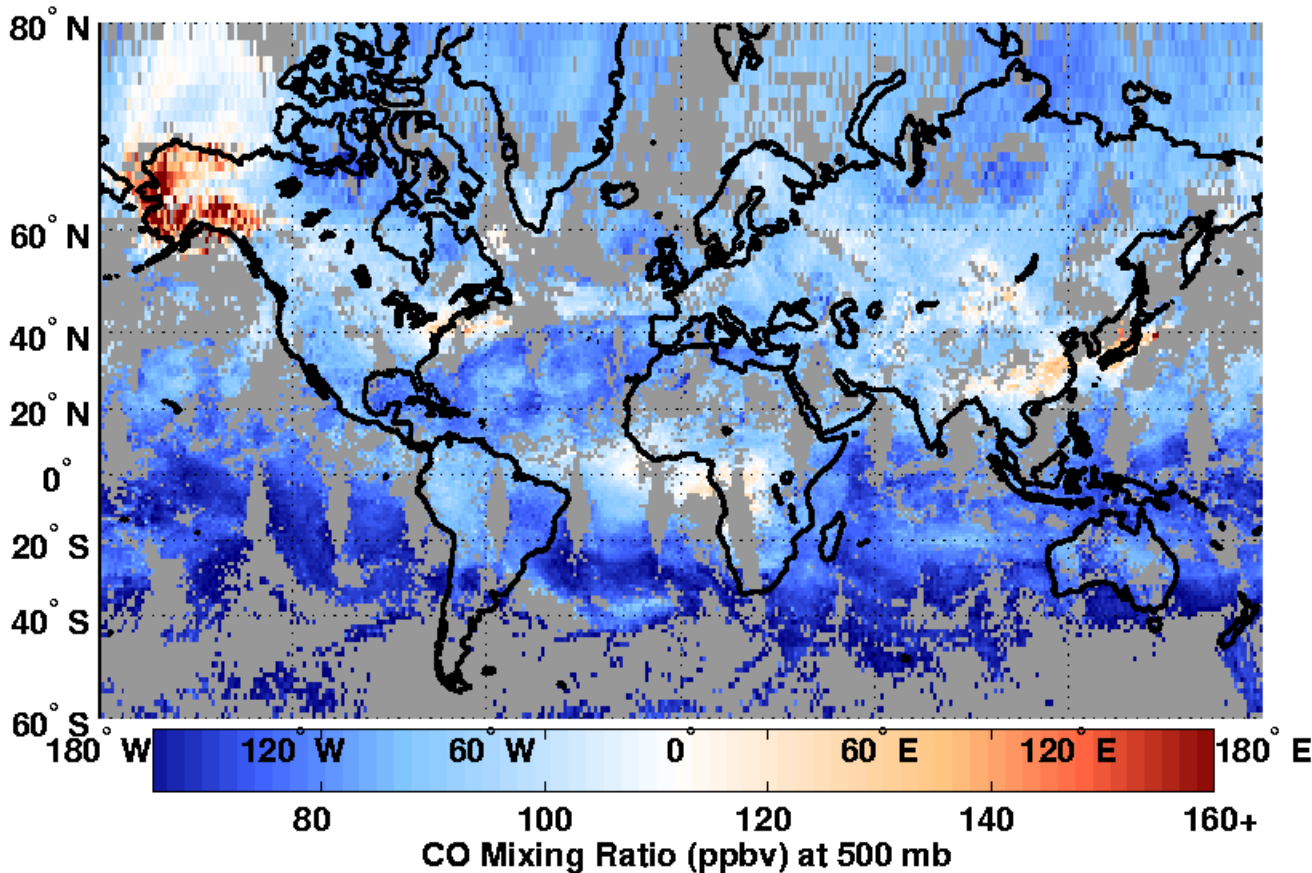 80° N
60° N
40° N
20° N
0°
20° S
40° S
60° S
180° W 120° W 60° W 0° 60° E 120° E 180° E
80 100 120 140 160+
CO Mixing Ratio (ppbv) at 500 mb